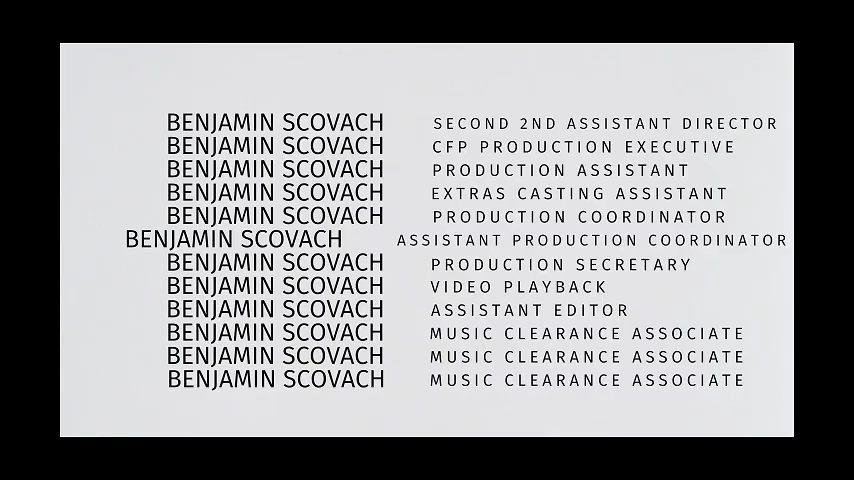 BENJAMIN SCOVACH SECOND 2ND ASSISTANT DIRECTOR
BENJAMIN SCOVACH CFP PRODUCTION EXECUTIVE
BENJAMIN SCOVACH PRODUCTION ASSISTANT
BENJAMIN SCOVACH EXTRAS CASTING ASSISTANT
BENJAMIN SCOVACH PRODUCTION COORDINATOR
BENJAMIN SCOVACH ASSISTANT PRODUCTION COORDINATOR
BENJAMIN SCOVACH PRODUCTION SECRETARY
BENJAMIN SCOVACH VIDEO PLAYBACK
BENJAMIN SCOVACH ASSISTANT EDITOR
BENJAMIN SCOVACH MUSIC CLEARANCE ASSOCIATE
BENJAMIN SCOVACH MUSIC CLEARANCE ASSOCIATE
BENJAMIN SCOVACH MUSIC CLEARANCE ASSOCIATE